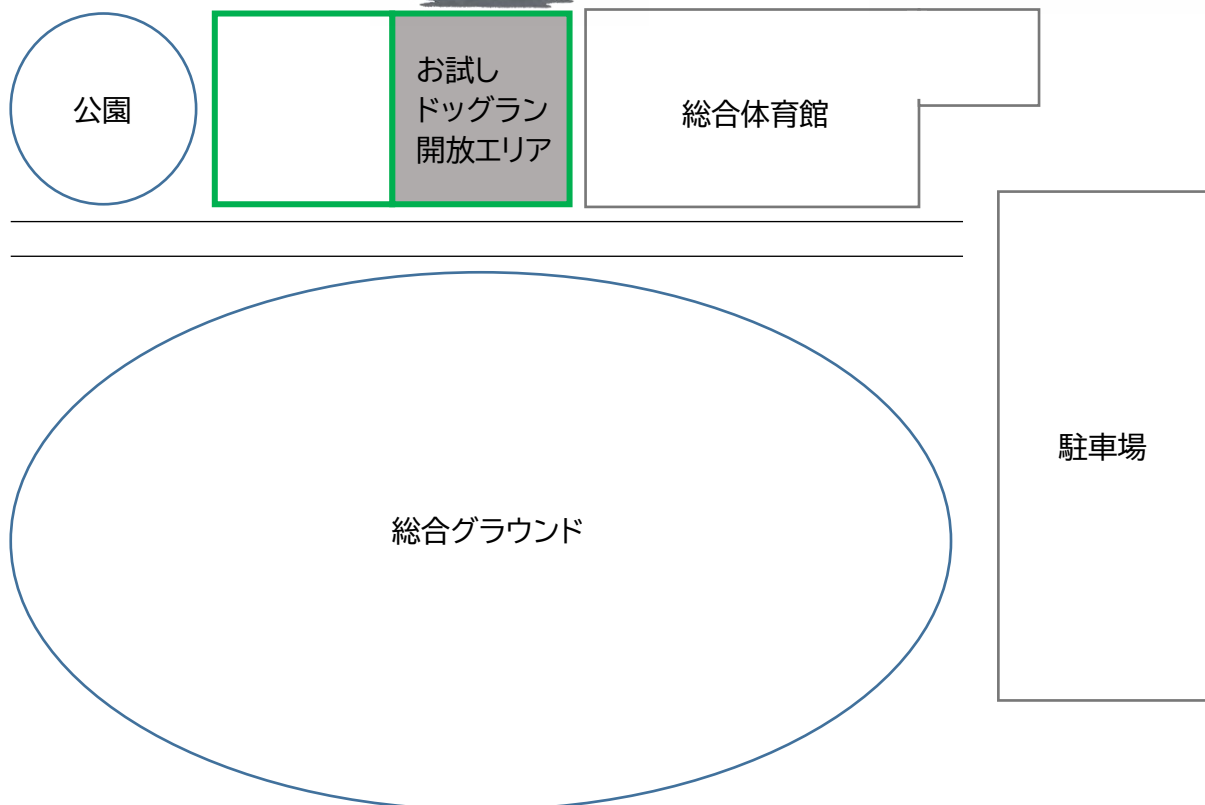 公園
お試し
ドッグラン
開放エリア
総合体育館
駐車場
総合グラウンド